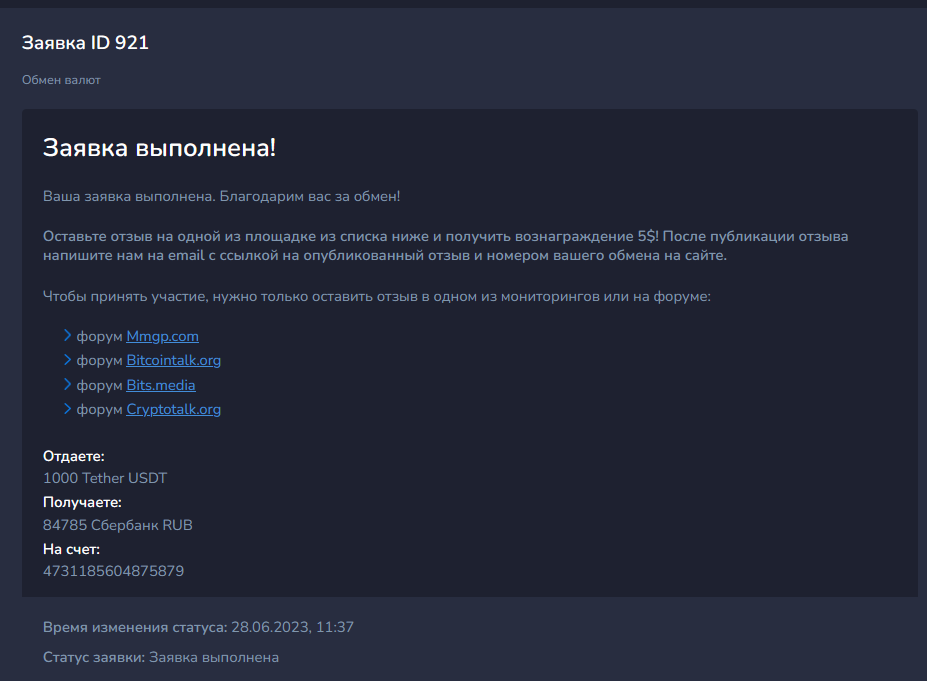 Заявка ID 921
Обмен валют
Заявка выполнена!
Ваша заявка выполнена. Благодарим вас за обмен!
Оставьте отзыв на одной из площадке из списка ниже и получить вознаграждение 5$! После публикации отзыва
напишите нам на email с ссылкой на опубликованный отзыв и номером вашего обмена на сайте.
Чтобы принять участие, нужно только оставить отзыв в одном из мониторингов или на форуме:
форум Mmgp.com
форум Bitcointalk.org
форум Bits.media
форум Cryptotalk.org
Отдаете:
1000 Tether USDT
Получаете:
84785 Сбербанк RUB
На счет:
4731185604875879
Время изменения статуса: 28.06.2023, 11:37
Статус заявки: Заявка выполнена